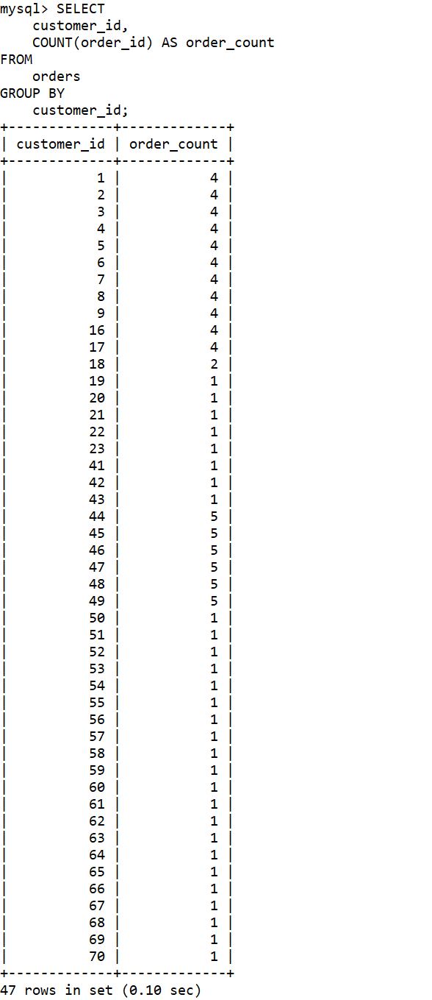 mysql> SELECT
    customer_id,
    COUNT(order_id) AS order_count
FROM
    orders
GROUP BY
    customer_id;
+-------------+-------------+
| customer_id | order_count |
+-------------+-------------+
|           1 |           4 |
|           2 |           4 |
|           3 |           4 |
|           4 |           4 |
|           5 |           4 |
|           6 |           4 |
|           7 |           4 |
|           8 |           4 |
|           9 |           4 |
|          16 |           4 |
|          17 |           4 |
|          18 |           2 |
|          19 |           1 |
|          20 |           1 |
|          21 |           1 |
|          22 |           1 |
|          23 |           1 |
|          41 |           1 |
|          42 |           1 |
|          43 |           1 |
|          44 |           5 |
|          45 |           5 |
|          46 |           5 |
|          47 |           5 |
|          48 |           5 |
|          49 |           5 |
|          50 |           1 |
|          51 |           1 |
|          52 |           1 |
|          53 |           1 |
|          54 |           1 |
|          55 |           1 |
|          56 |           1 |
|          57 |           1 |
|          58 |           1 |
|          59 |           1 |
|          60 |           1 |
|          61 |           1 |
|          62 |           1 |
|          63 |           1 |
|          64 |           1 |
|          65 |           1 |
|          66 |           1 |
|          67 |           1 |
|          68 |           1 |
|          69 |           1 |
|          70 |           1 |
+-------------+-------------+
47 rows in set (0.10 sec)